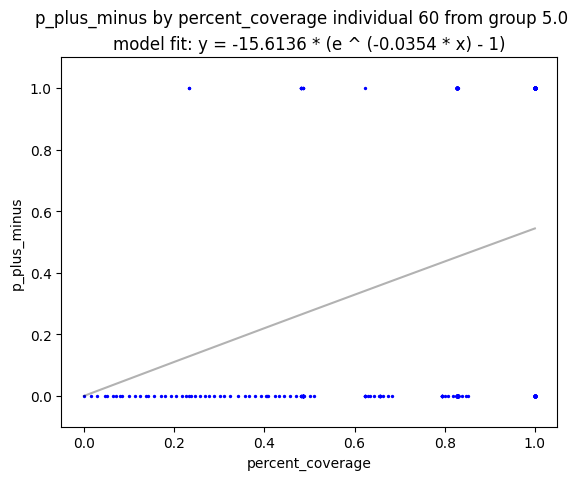 p_plus_minus by percent_coverage individual 60 from group 5.0
model fit: y = -15.6136 * (e ^ (-0.0354 * x) - 1)
1.0
0.8
0.6
0.4
0.2
0.0
p_plus_minus
0.0 0.2 0.4 0.6 0.8 1.0
percent_coverage